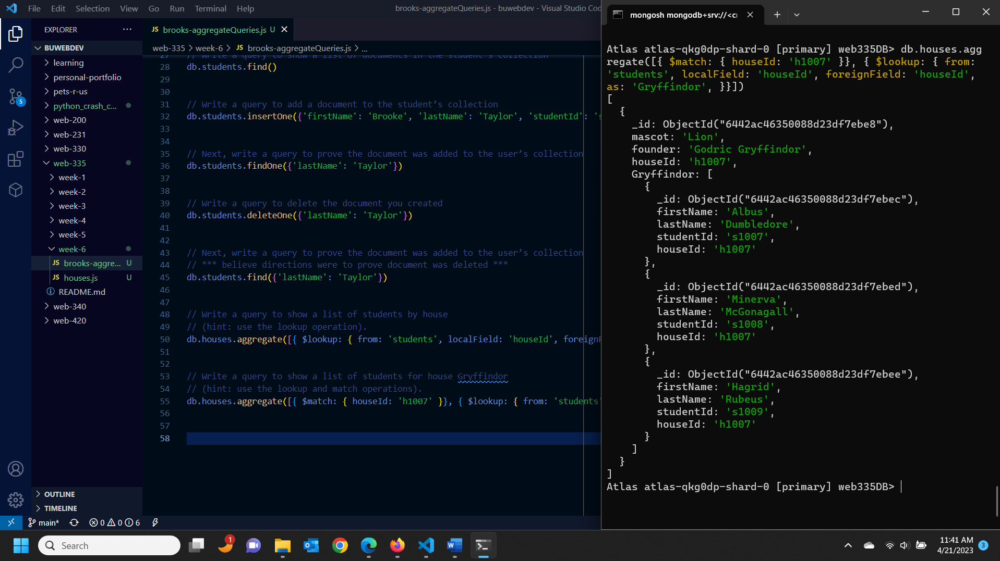 File Edit Selection View Go Run Terminal Help
brooks-aggregateQueries.js - buwebdev - Visual Studio Cod
EXPLORER
BUWEBDEV
learning
personal-portfolio
pets-r-us
python_crash_c...
web-200
web-231
web-330
web-335
week-1
week-2
week-3
week-4
week-5
week-6
JS brooks-aggre... U
JS houses.js U
README.md
web-340
web-420
OUTLINE
TIMELINE
5
JS brooks-aggregateQueries.js U
web-335 > week-6 > JS brooks-aggregateQueries.js > ...
27 // Write a query to show a list of documents in the student's collection
28 db.students.find()
29
30
31 // Write a query to add a document to the student’s collection
32 db.students.insertOne({'firstName': 'Brooke', 'lastName': 'Taylor', 'studentId': 's
33
34
35 // Next, write a query to prove the document was added to the user’s collection
36 db.students.findOne({'lastName': 'Taylor'})
37
38
39 // Write a query to delete the document you created
40 db.students.deleteOne({'lastName': 'Taylor'})
41
42
43 // Next, write a query to prove the document was added to the user’s collection
44 // *** believe directions were to prove document was deleted ***
45 db.students.find({'lastName': 'Taylor'})
46
47
48 // Write a query to show a list of students by house
49 // (hint: use the lookup operation).
50 db.houses.aggregate([{ $lookup: { from: 'students', localField: 'houseId', foreignF
51
52
53 // Write a query to show a list of students for house Gryffindor
54 // (hint: use the lookup and match operations).
55 db.houses.aggregate([{ $match: { houseId: 'h1007' }}, { $lookup: { from: 'students'
56
57
58
main* 0 0 6
mongosh mongodb+srv://<cr
Atlas atlas-qkg0dp-shard-0 [primary] web335DB> db.houses.agg
regate([{ $match: { houseId: 'h1007' }}, { $lookup: { from:
'students', localField: 'houseId', foreignField: 'houseId',
as: 'Gryffindor', }}])
[
{
_id: ObjectId("6442ac46350088d23df7ebe8"),
mascot: 'Lion',
founder: 'Godric Gryffindor',
houseId: 'h1007',
Gryffindor: [
{
_id: ObjectId("6442ac46350088d23df7ebec"),
firstName: 'Albus',
lastName: 'Dumbledore',
studentId: 's1007',
houseId: 'h1007'
},
{
_id: ObjectId("6442ac46350088d23df7ebed"),
firstName: 'Minerva',
lastName: 'McGonagall',
studentId: 's1008',
houseId: 'h1007'
},
{
_id: ObjectId("6442ac46350088d23df7ebee"),
firstName: 'Hagrid',
lastName: 'Rubeus',
studentId: 's1009',
houseId: 'h1007'
}
]
}
]
Atlas atlas-qkg0dp-shard-0 [primary] web335DB>
Search
1
11:41 AM
4/21/2023
3